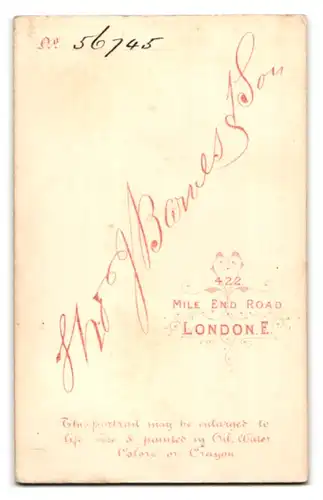 No. 56745
Thos. J Barnes & Son
422
MILE END ROAD
LONDON. E.
This portrait may be enlarged to
life size & painted in Oil, Water
Colors or Crayon